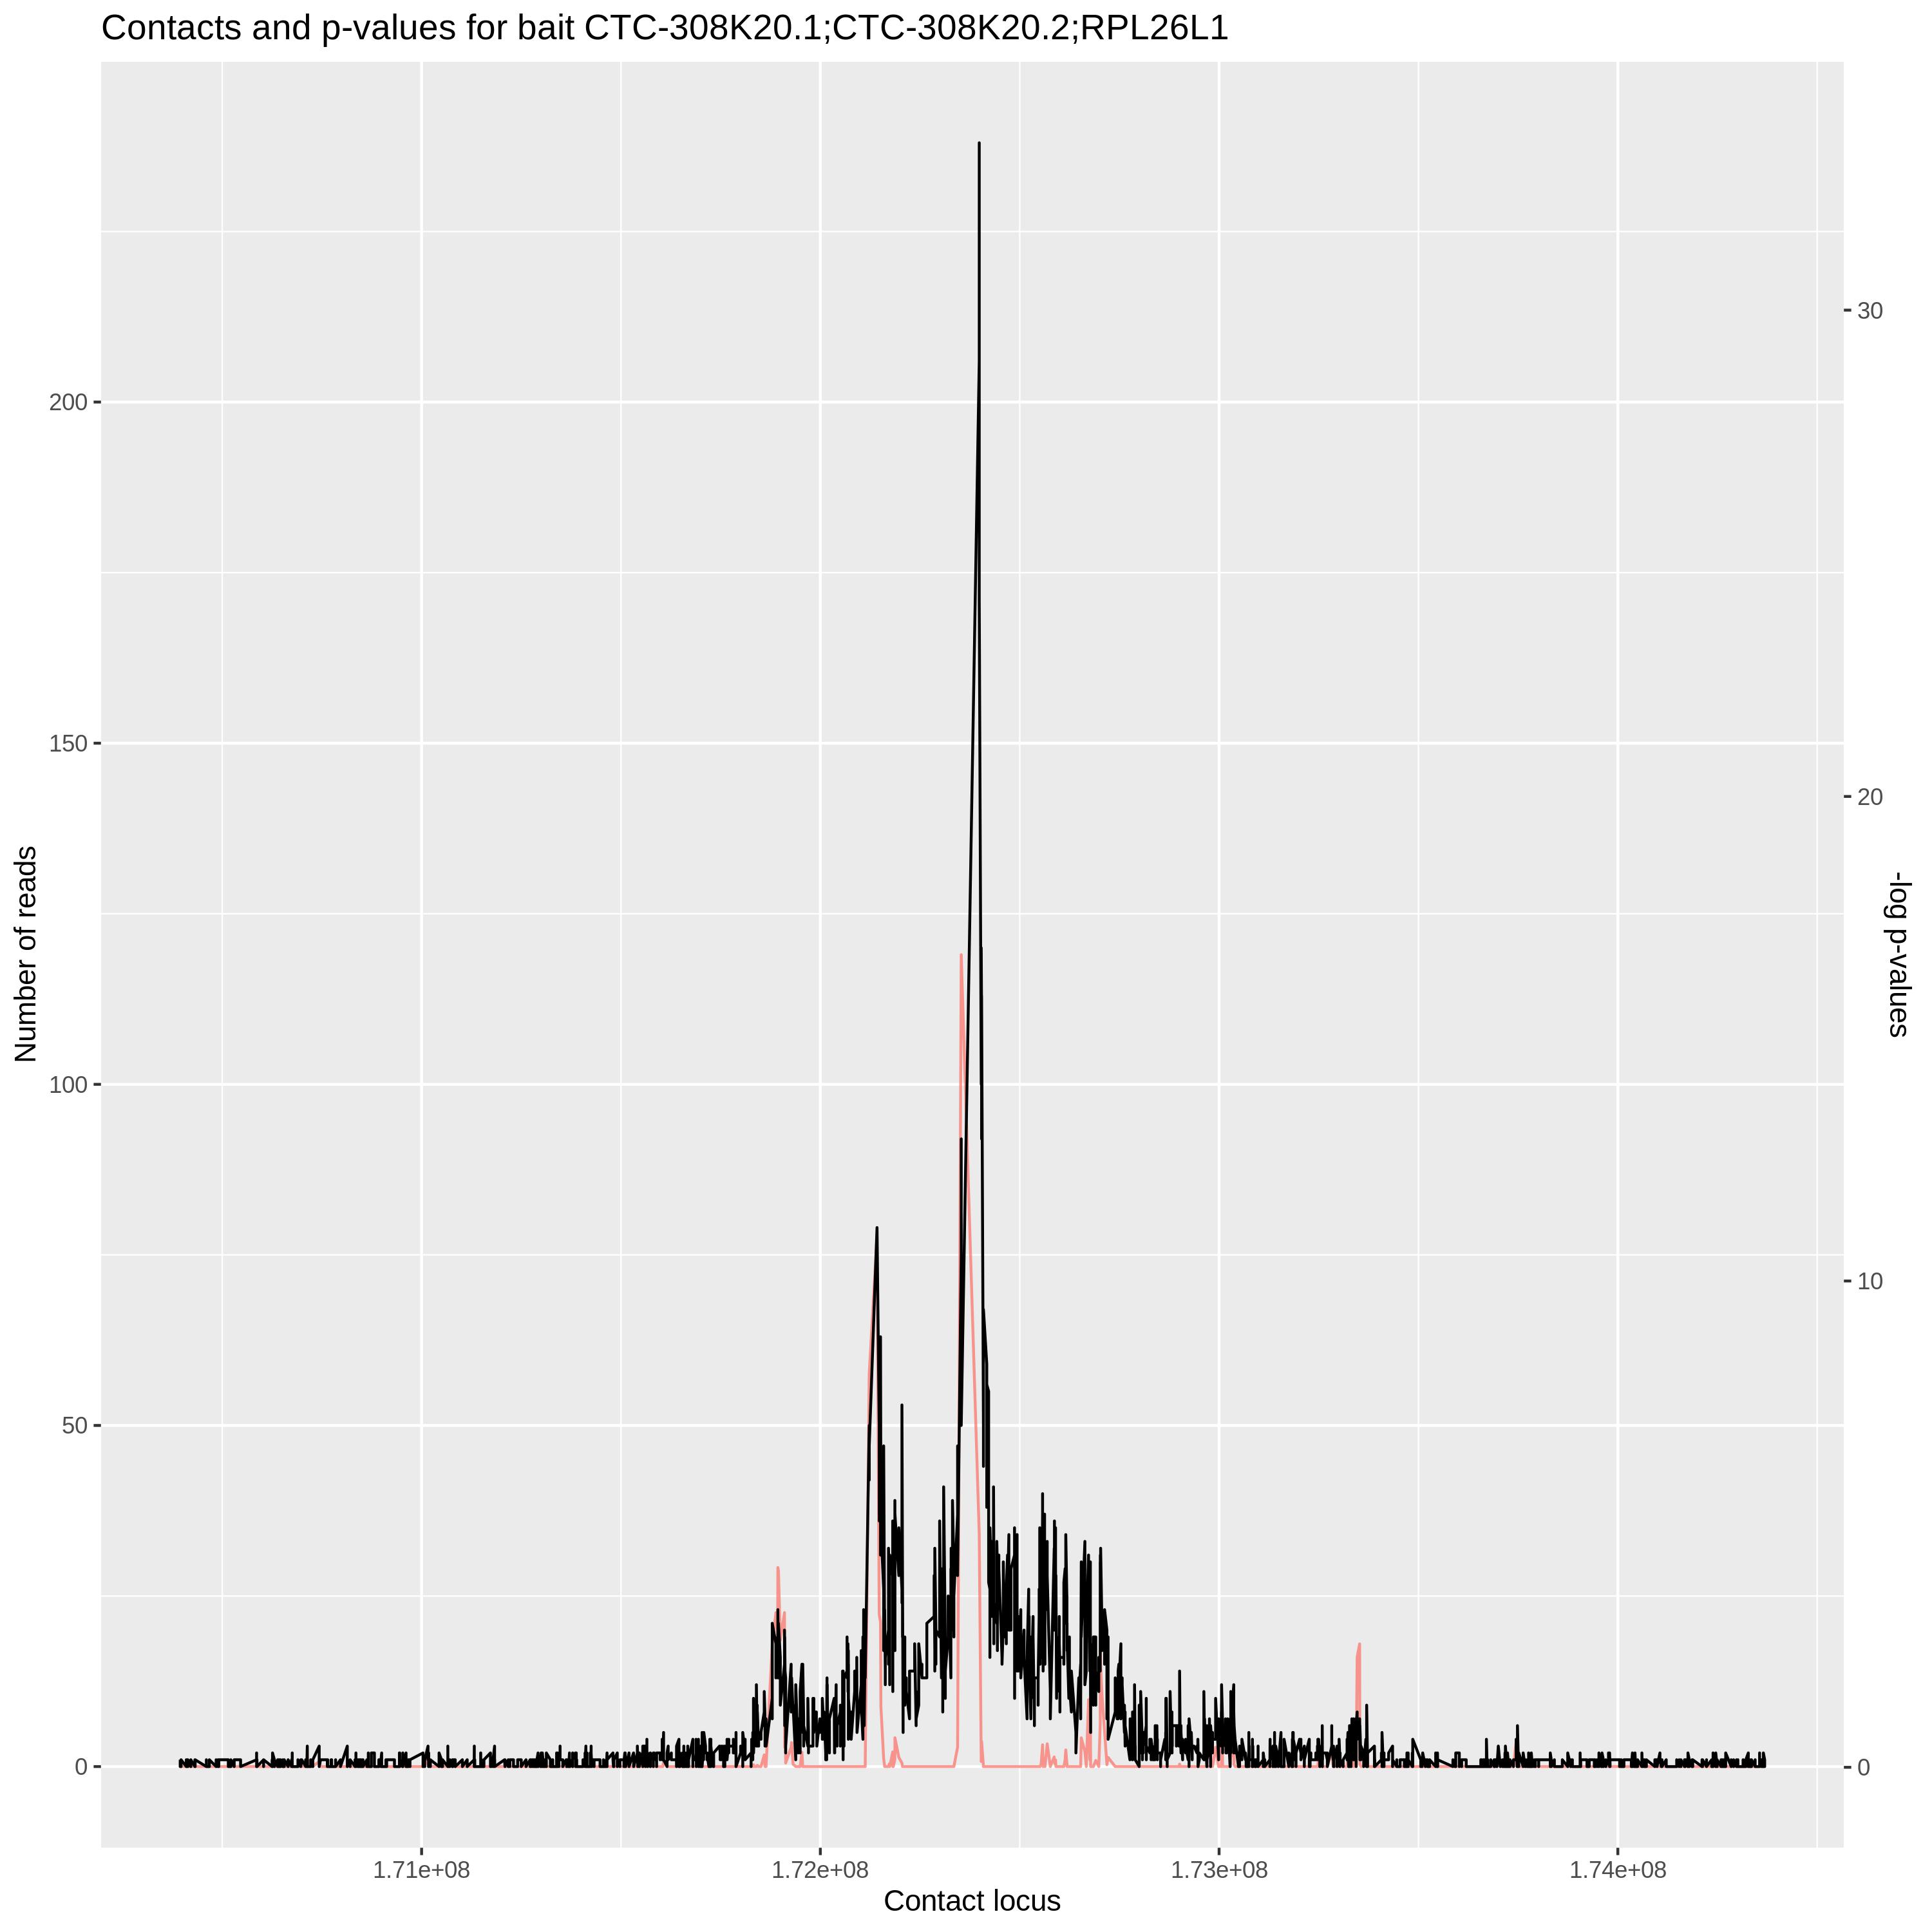 Contacts and p-values for bait CTC-308K20.1;CTC-308K20.2;RPL26L1
200
150
100
50
0
Number of reads
30
20
10
0
-log p-values
1.71e+08 1.72e+08 1.73e+08 1.74e+08
Contact locus